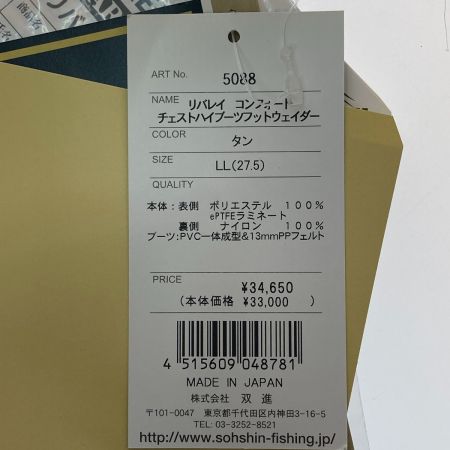 商品名
ART No. 5088
NAME リバレイ コンフォート
チェストハイブーツフットウェイダー
COLOR タン
SIZE LL(27.5)
QUALITY
本体：表側 ポリエステル 100%
ePTFEラミネート
裏側 ナイロン 100%
ブーツ：PVC一体成型&13mmPPフェルト
PRICE ¥34,650
(本体価格 ¥33,000 )
4 515609 048781
MADE IN JAPAN
株式会社 双進
〒101-0047 東京都千代田区内神田3-16-5
TEL 03-3252-8521
http://www.sohshin-fishing.jp/